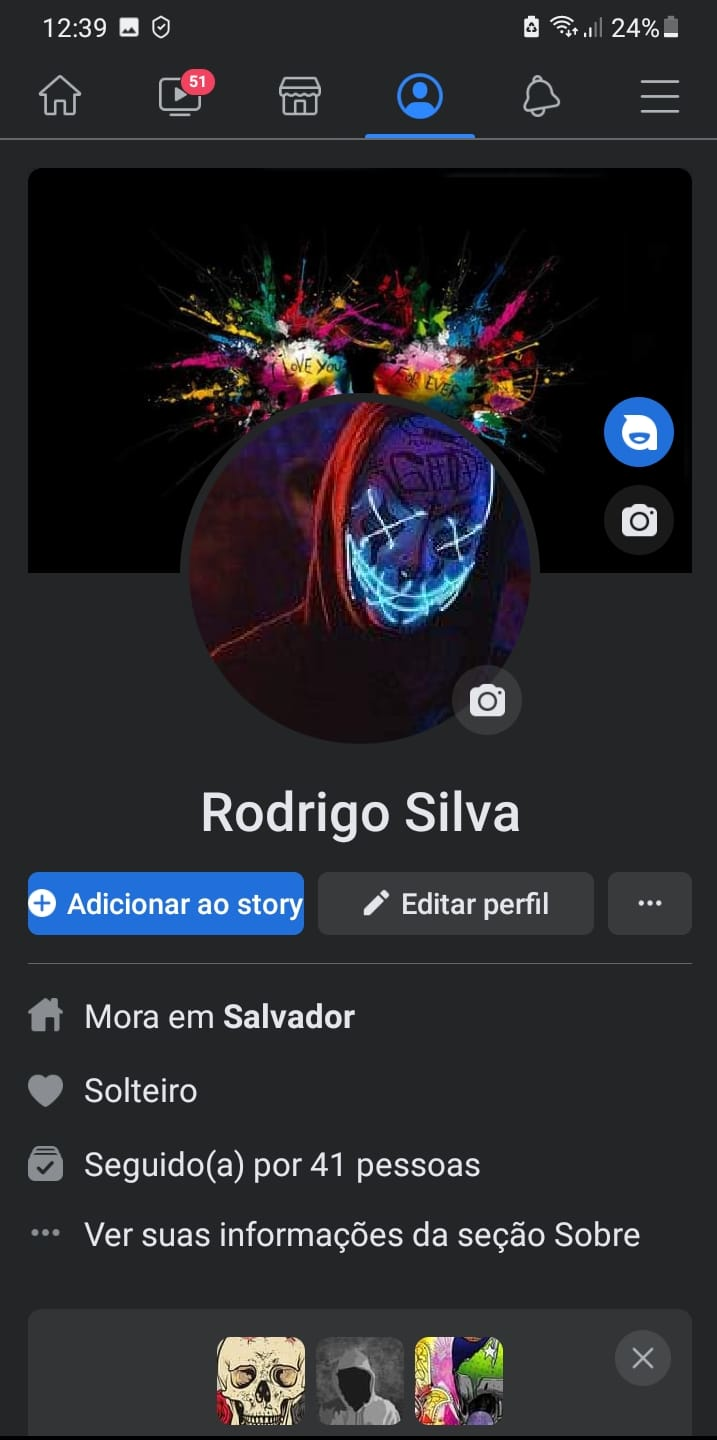 12:39
24%
51
I LOVE YOU
FOR EVER
Rodrigo Silva
Adicionar ao story
Editar perfil
Mora em Salvador
Solteiro
Seguido(a) por 41 pessoas
Ver suas informações da seção Sobre